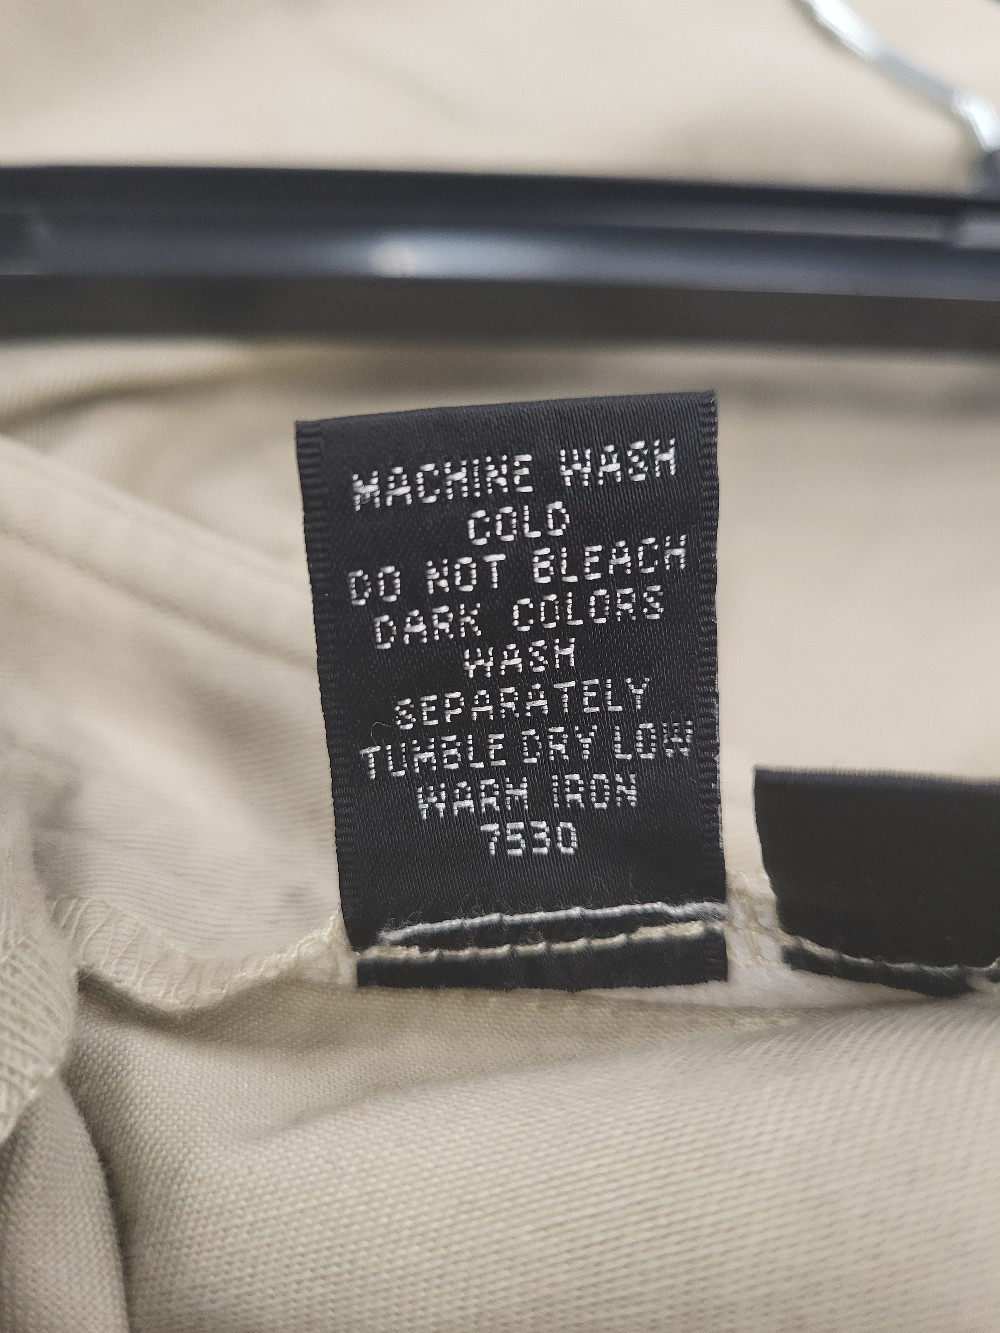 MACHINE WASH
COLD
DO NOT BLEACH
DARK COLORS
WASH
SEPARATELY
TUMBLE DRY LOW
WARM IRON
7530